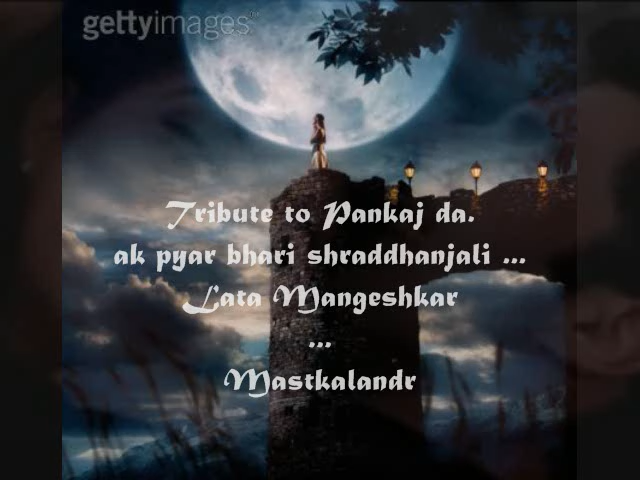 gettyimages
Tribute to Pankaj da.
ak pyar bhari shraddhanjali ...
Lata Mangeshkar
...
Mastkalandr